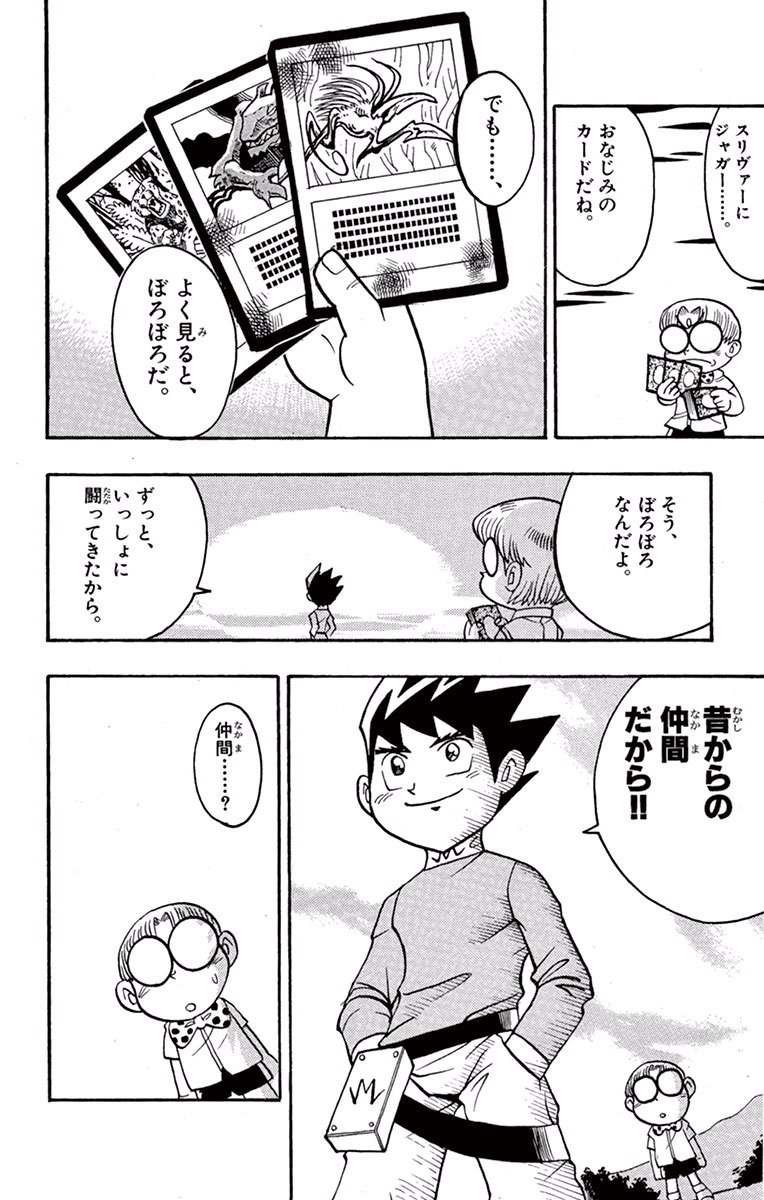 スリヴァーに
ジャガー……。
おなじみの
カードだね。
でも……、
よく見ると、
ぼろぼろだ。
そう、
ぼろぼろ
なんだよ。
ずっと、
いっしょに
闘ってきたから。
昔からの
仲間
だから!!
仲間……?